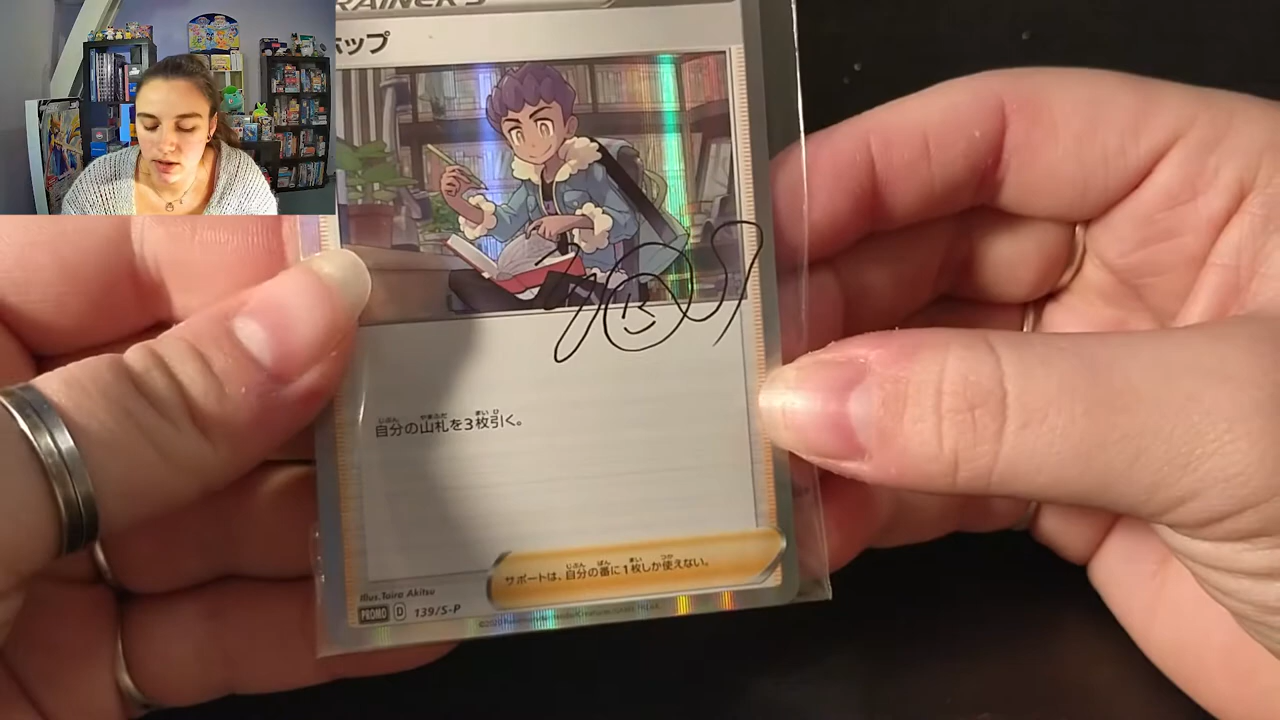 TRAINER'S
ホップ
自分の山札を3枚引く。
サポートは、自分の番に1枚しか使えない。
Illus.Taira Akitsu
PROMO D 139/S-P